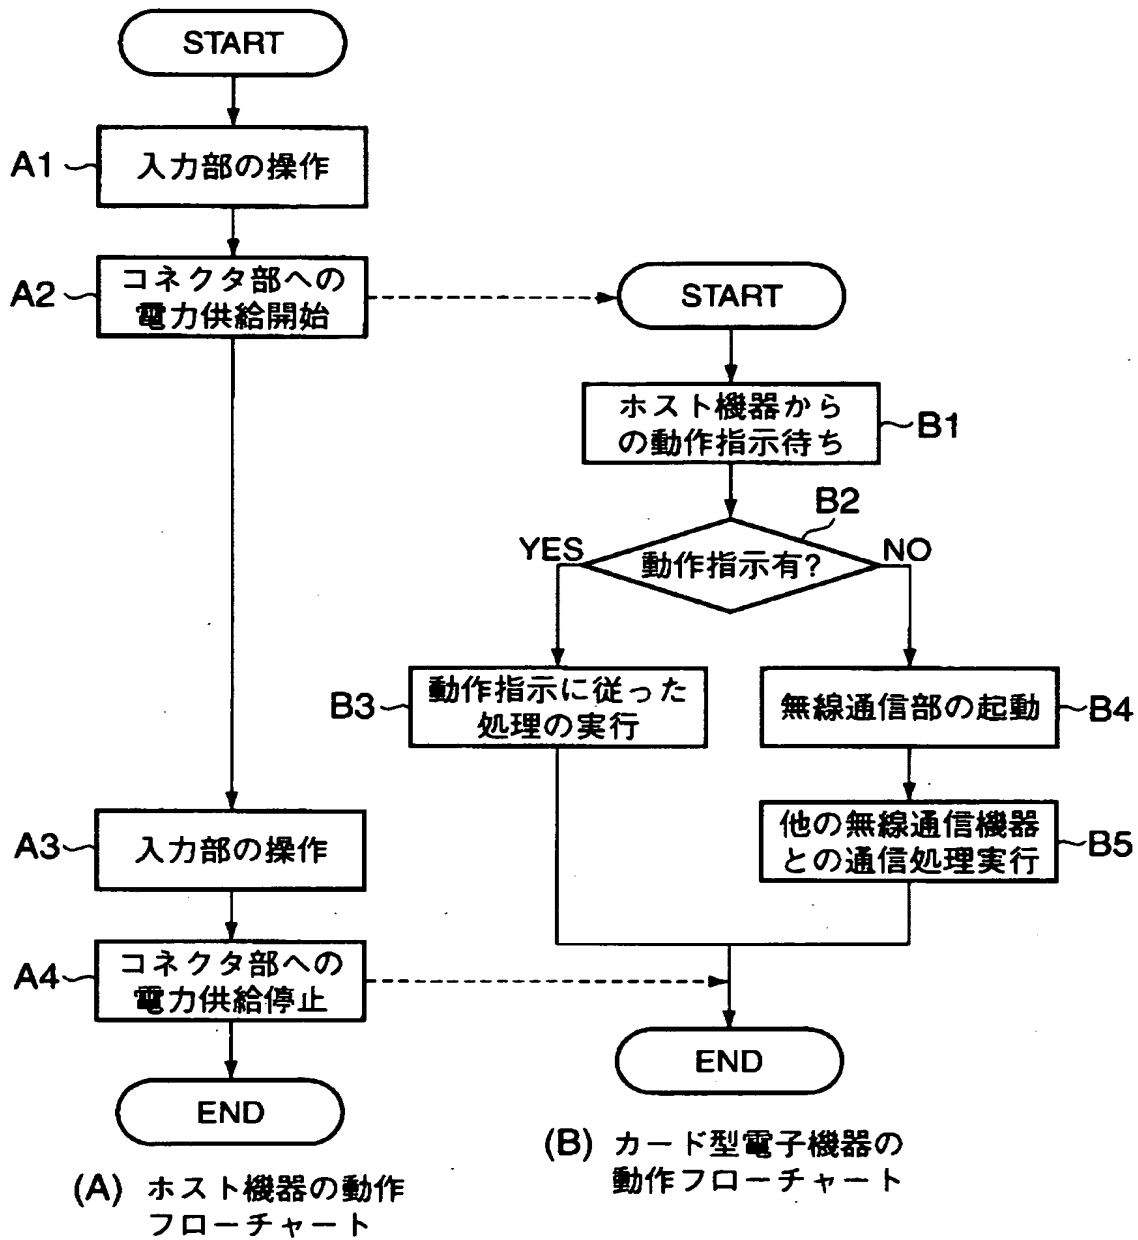 START
A1
入力部の操作
A2
コネクタ部への
電力供給開始
START
ホスト機器から
の動作指示待ち
B1
B2
YES
動作指示有?
NO
B3
動作指示に従った
処理の実行
無線通信部の起動
B4
他の無線通信機器
との通信処理実行
B5
A3
入力部の操作
A4
コネクタ部への
電力供給停止
END
END
(A) ホスト機器の動作
フローチャート
(B) カード型電子機器の
動作フローチャート